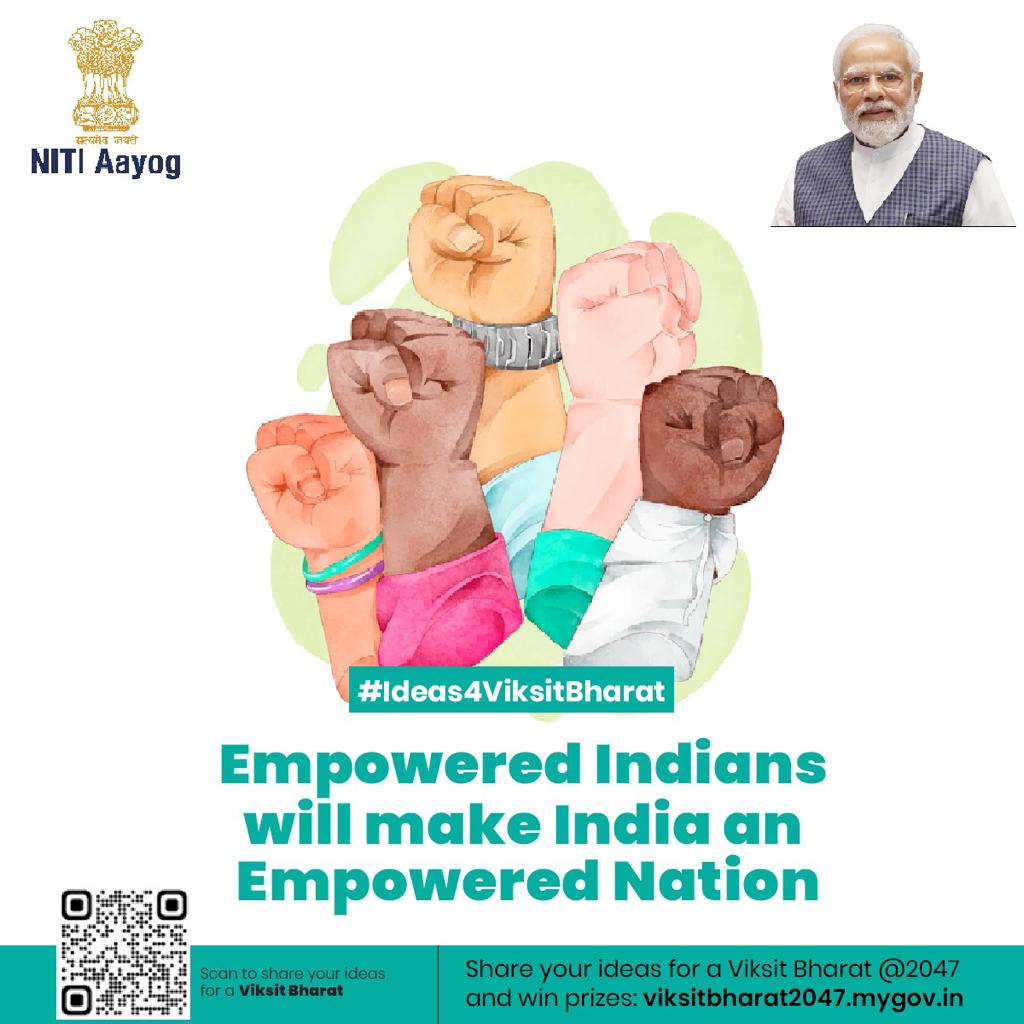 सत्यमेव जयते
NITI Aayog
#Ideas4ViksitBharat
Empowered Indians
will make India an
Empowered Nation
Scan to share your ideas
for a Viksit Bharat
Share your ideas for a Viksit Bharat @2047
and win prizes: viksitbharat2047.mygov.in